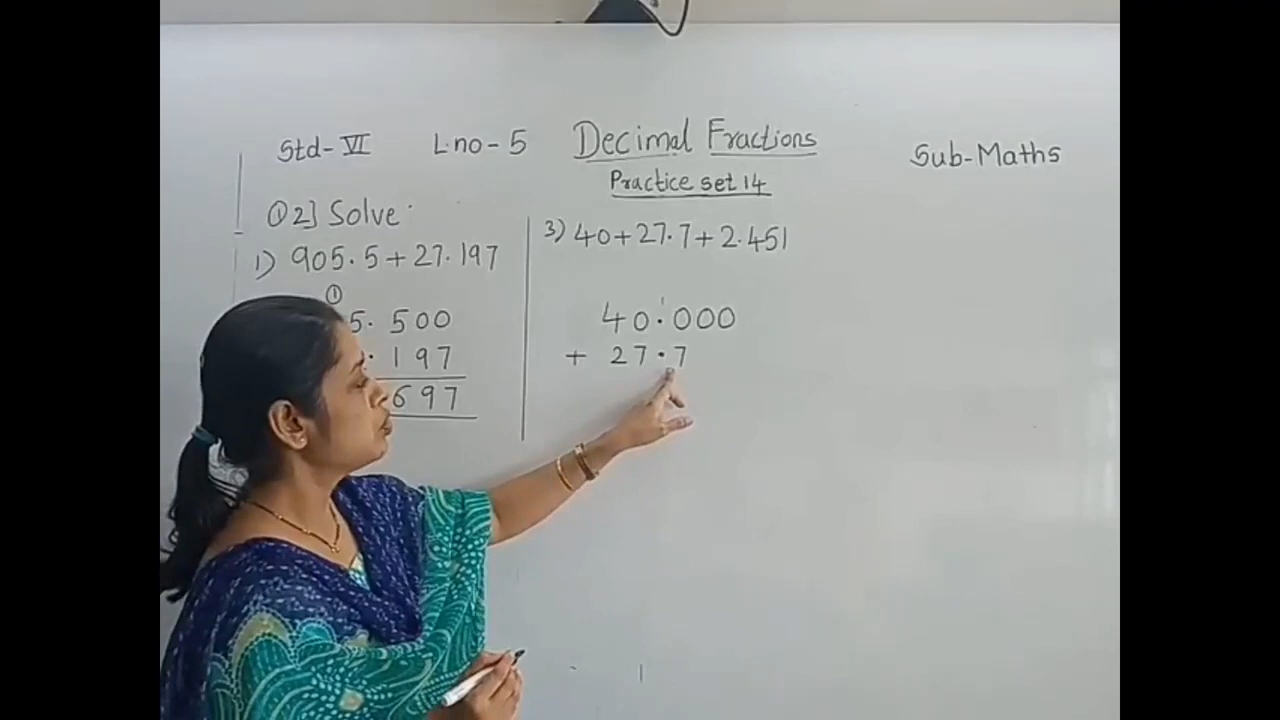 Std-VI L.no-5 Decimal Fractions Sub-Maths
Practice set 14
Q2] Solve
1) 905.5+27.197
1
5. 500
. 197
697
3) 40+27.7+2.451
40.000
+ 27.7